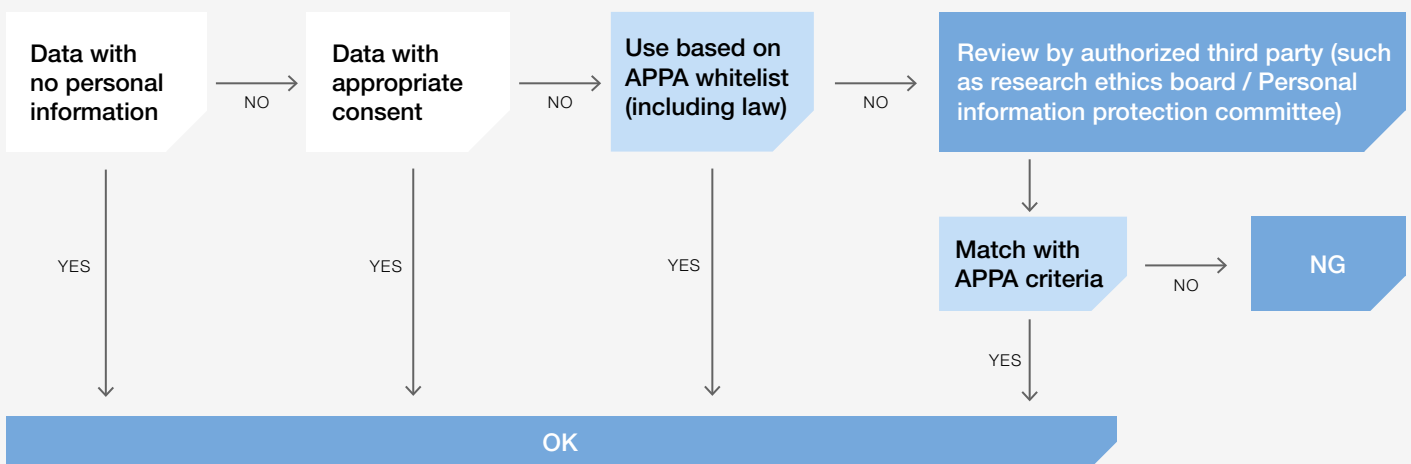 Data with
no personal
information
NO
Data with
appropriate
consent
NO
Use based on
APPA whitelist
(including law)
NO
Review by authorized third party (such
as research ethics board / Personal
information protection committee)
YES
YES
YES
Match with
APPA criteria
NO
NG
YES
OK